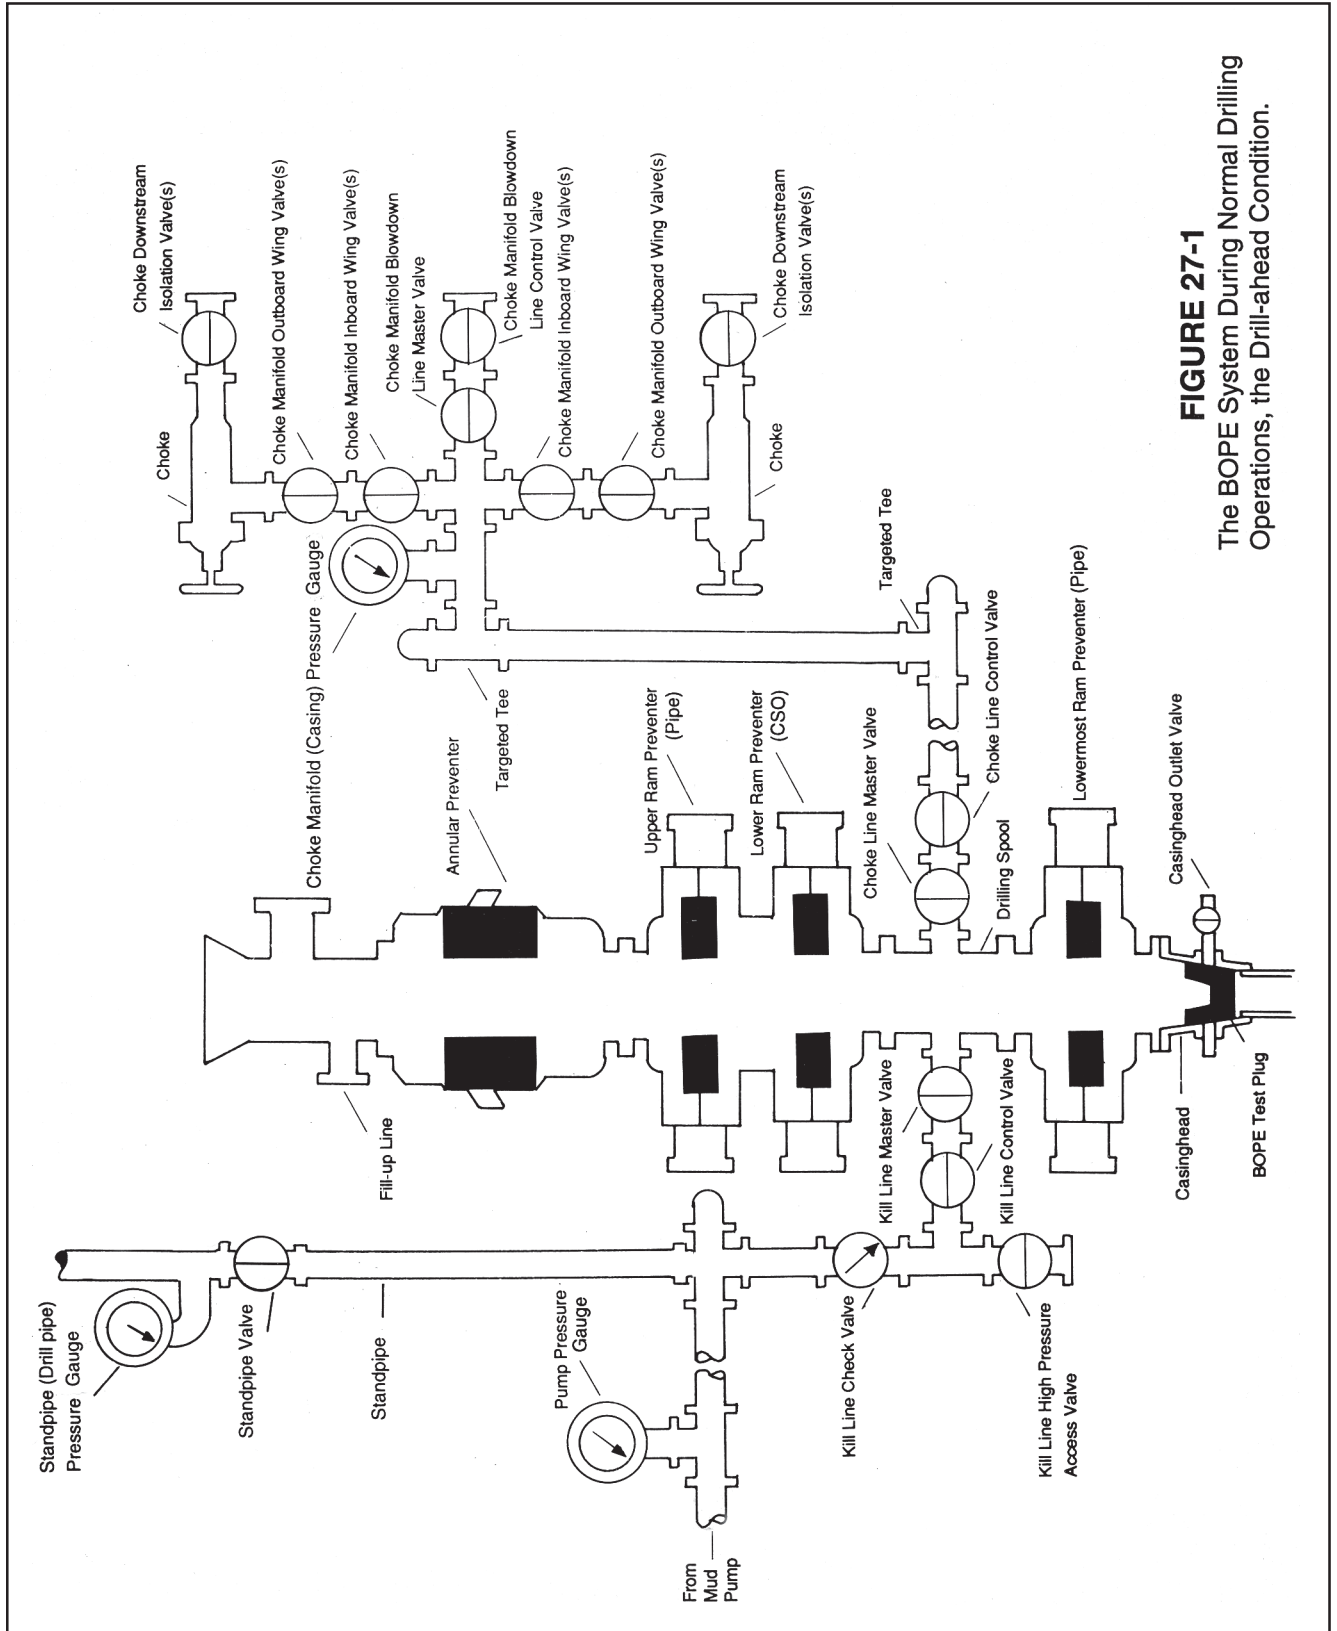 Standpipe (Drill pipe)
Pressure Gauge
Standpipe Valve
Standpipe
Fill-up Line
Pump Pressure
Gauge
From
Mud
Pump
Kill Line Check Valve
Kill Line High Pressure
Access Valve
Kill Line Master Valve
Kill Line Control Valve
Casinghead
BOPE Test Plug
Choke Manifold (Casing) Pressure Gauge
Annular Preventer
Targeted Tee
Upper Ram Preventer
(Pipe)
Lower Ram Preventer
(CSO)
Choke Line Master Valve
Drilling Spool
Choke Line Control Valve
Lowermost Ram Preventer (Pipe)
Casinghead Outlet Valve
Targeted Tee
Choke
Choke Downstream
Isolation Valve(s)
Choke Manifold Outboard Wing Valve(s)
Choke Manifold Inboard Wing Valve(s)
Choke Manifold Blowdown
Line Master Valve
Choke Manifold Blowdown
Line Control Valve
Choke Manifold Inboard Wing Valve(s)
Choke Manifold Outboard Wing Valve(s)
Choke
Choke Downstream
Isolation Valve(s)
FIGURE 27-1
The BOPE System During Normal Drilling
Operations, the Drill-ahead Condition.